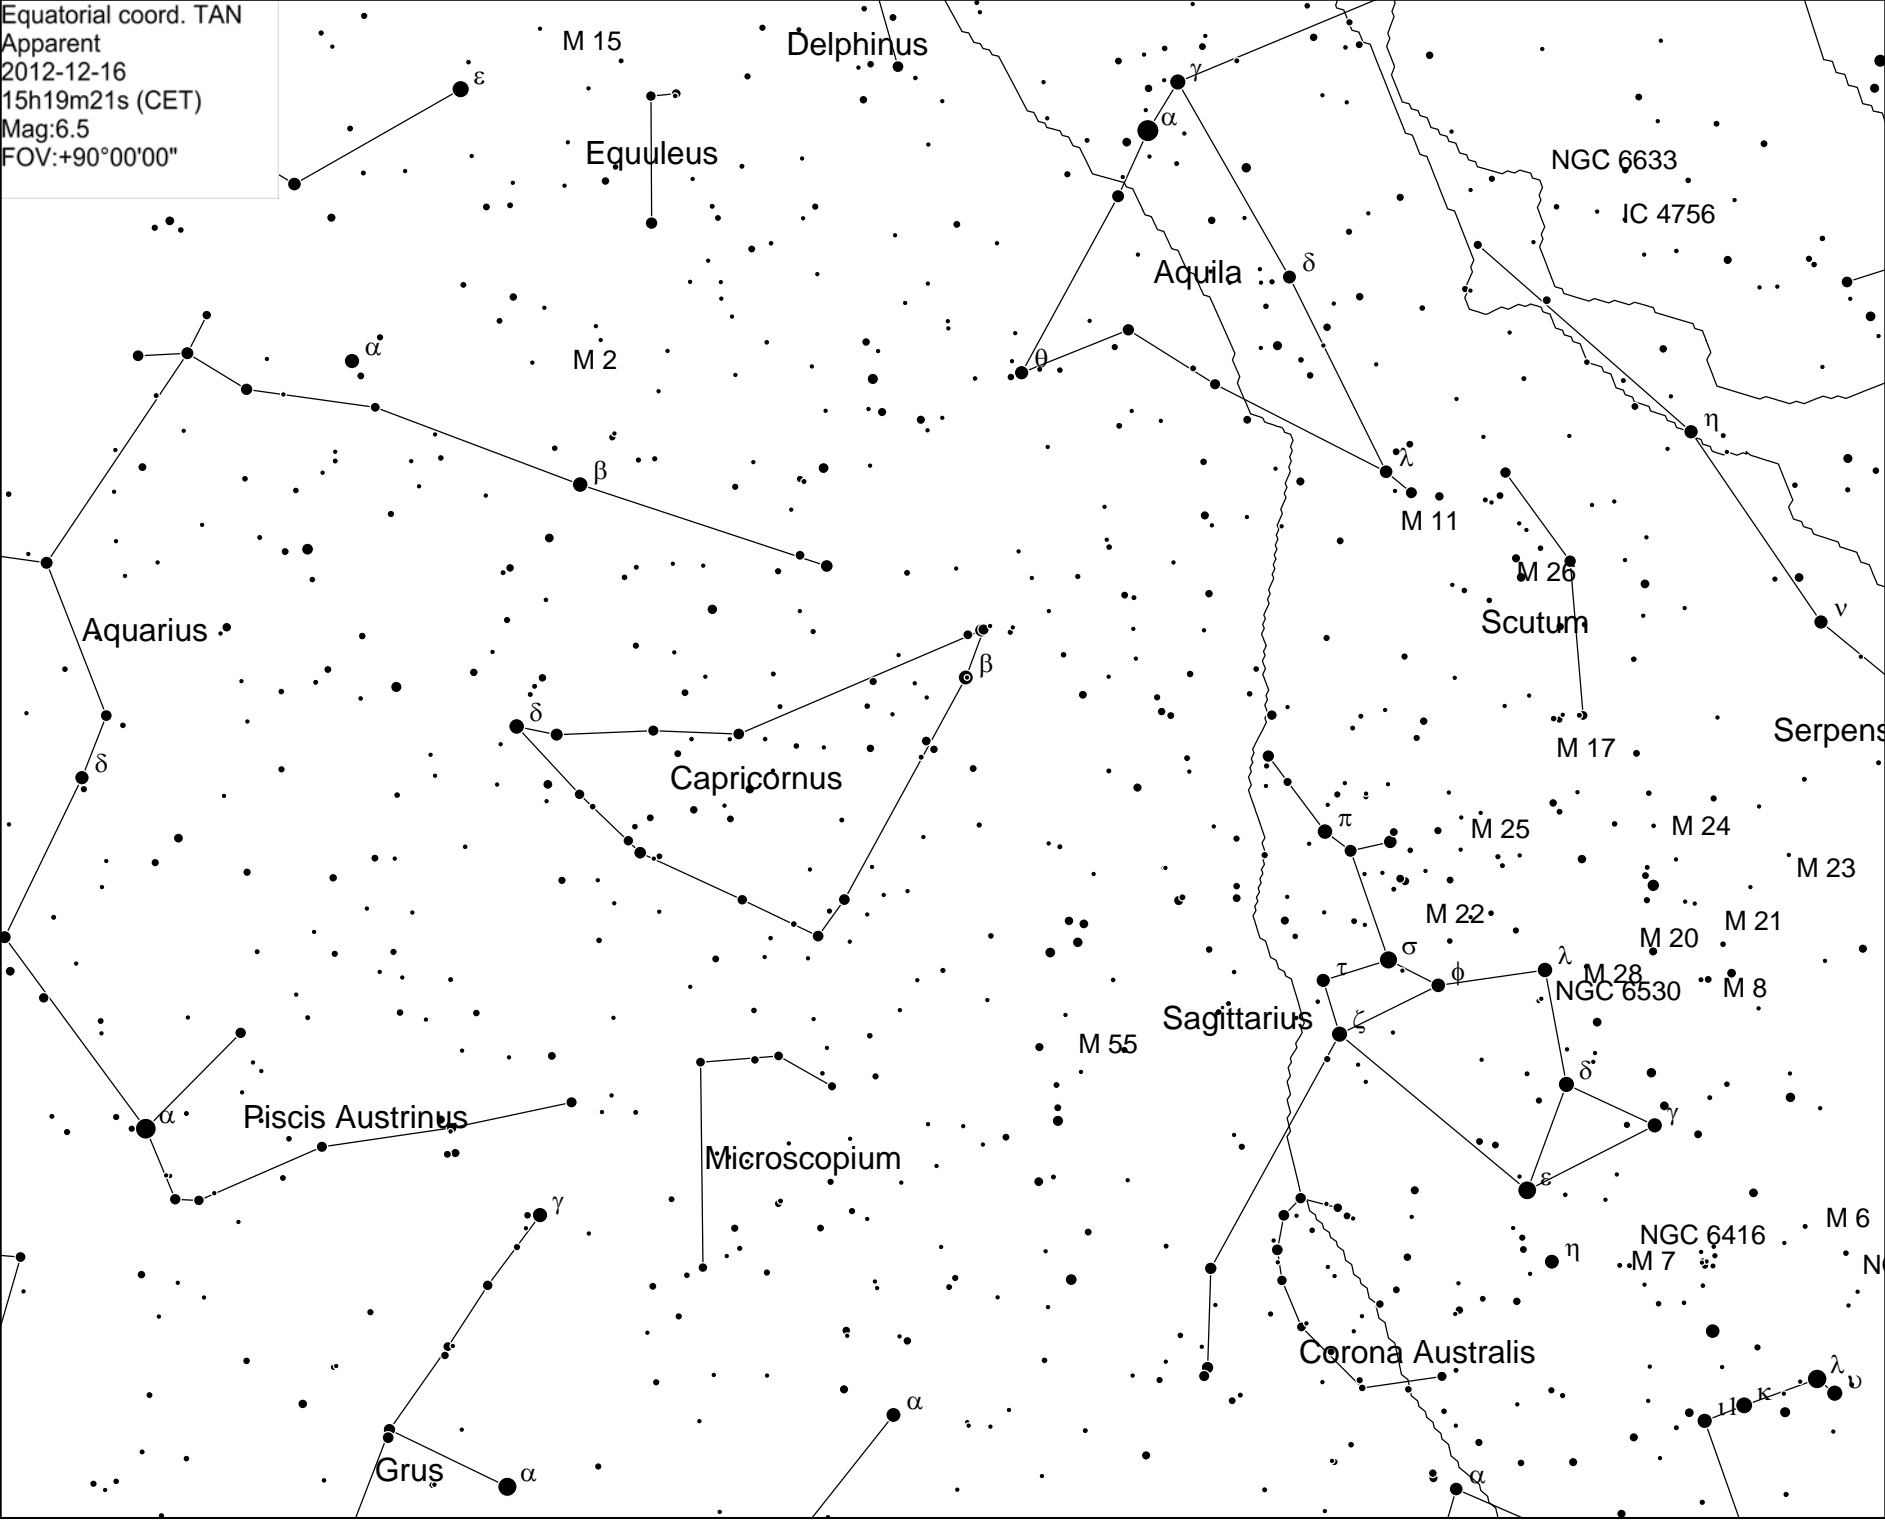 Equatorial coord. TAN
Apparent
2012-12-16
15h19m21s (CET)
Mag:6.5
FOV:+90°00'00"
M 15
Delphinus
ε
γ
α
Equuleus
NGC 6633
IC 4756
Aquila
δ
α
M 2
θ
η
β
λ
M 11
M 26
Aquarius
Scutum
ν
β
δ
Serpens
M 17
δ
Capricornus
π
M 25
M 24
M 23
M 22
M 21
M 20
σ
λ
τ
ϕ
M 28
NGC 6530
M 8
Sagittarius
ζ
M 55
δ
α
Piscis Austrinus
γ
Microscopium
ε
γ
M 6
NGC 6416
η
M 7
Corona Australis
λ
υ
κ
ι1
α
Grus
α
α